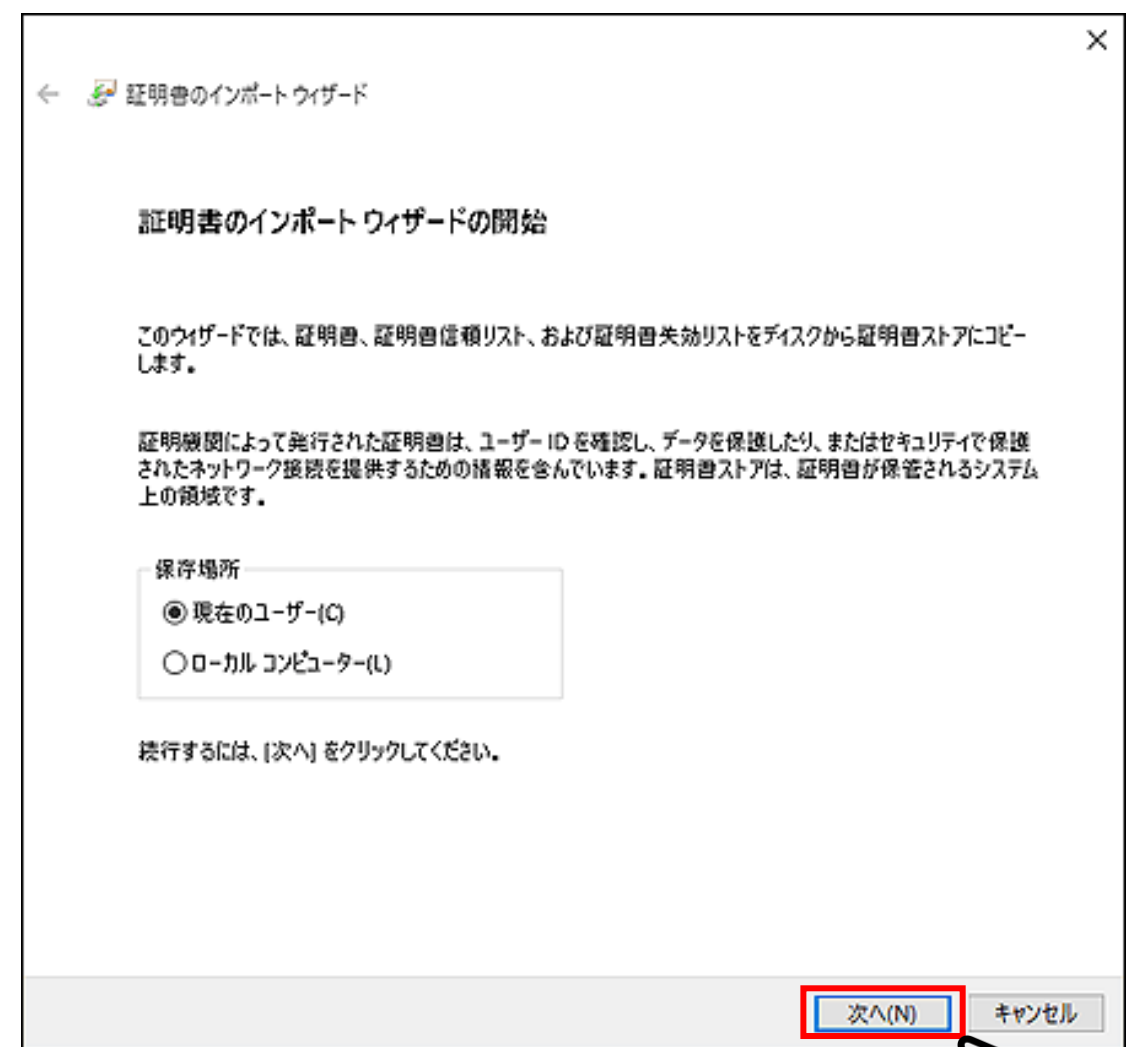 証明書のインポート ウィザード
証明書のインポート ウィザードの開始
このウィザードでは、証明書、証明書信頼リスト、および証明書失効リストをディスクから証明書ストアにコピー
します。
証明機関によって発行された証明書は、ユーザー ID を確認し、データを保護したり、またはセキュリティで保護
されたネットワーク接続を提供するための情報を含んでいます。証明書ストアは、証明書が保管されるシステム
上の領域です。
保存場所
現在のユーザー(C)
ローカル コンピューター(L)
続行するには、[次へ] をクリックしてください。
次へ(N)
キャンセル